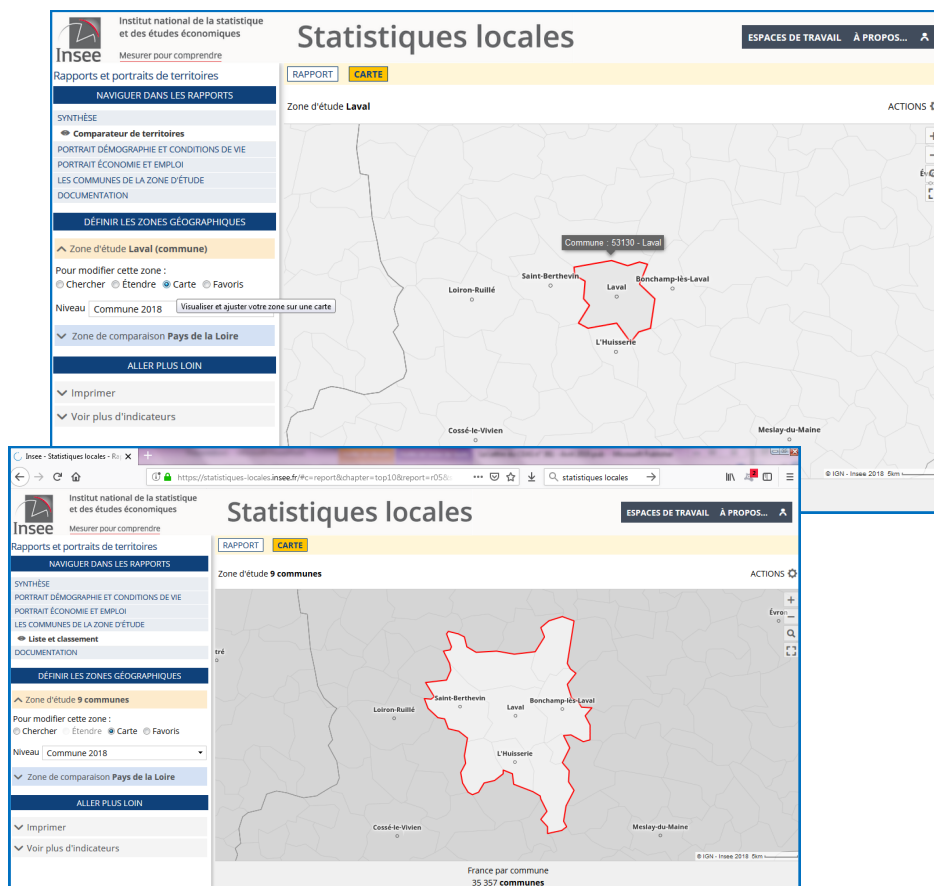 Institut national de la statistique
et des études économiques
Insee
Mesurer pour comprendre
Statistiques locales
ESPACES DE TRAVAIL À PROPOS...
Rapports et portraits de territoires
RAPPORT CARTE
NAVIGUER DANS LES RAPPORTS
SYNTHÈSE
Comparateur de territoires
PORTRAIT DÉMOGRAPHIE ET CONDITIONS DE VIE
PORTRAIT ÉCONOMIE ET EMPLOI
LES COMMUNES DE LA ZONE D'ÉTUDE
DOCUMENTATION
DÉFINIR LES ZONES GÉOGRAPHIQUES
Zone d'étude Laval (commune)
Pour modifier cette zone :
Chercher Étendre Carte Favoris
Niveau Commune 2018
Visualiser et ajuster votre zone sur une carte
Zone de comparaison Pays de la Loire
ALLER PLUS LOIN
Imprimer
Voir plus d'indicateurs
Zone d'étude Laval
ACTIONS
Commune : 53130 - Laval
Saint-Berthevin
Bonchamp-lès-Laval
Loiron-Ruillé
Laval
L'Huisserie
Cossé-le-Vivien
Meslay-du-Maine
© IGN - Insee 2018 5km
Insee - Statistiques locales - Ra
https://statistiques-locales.insee.fr/#c=report&chapter=top10&report=r05&
statistiques locales
Institut national de la statistique
et des études économiques
Insee
Mesurer pour comprendre
Statistiques locales
ESPACES DE TRAVAIL À PROPOS...
Rapports et portraits de territoires
RAPPORT CARTE
NAVIGUER DANS LES RAPPORTS
SYNTHÈSE
PORTRAIT DÉMOGRAPHIE ET CONDITIONS DE VIE
PORTRAIT ÉCONOMIE ET EMPLOI
LES COMMUNES DE LA ZONE D'ÉTUDE
Liste et classement
DOCUMENTATION
DÉFINIR LES ZONES GÉOGRAPHIQUES
Zone d'étude 9 communes
Pour modifier cette zone :
Chercher Étendre Carte Favoris
Niveau Commune 2018
Zone de comparaison Pays de la Loire
ALLER PLUS LOIN
Imprimer
Voir plus d'indicateurs
Zone d'étude 9 communes
ACTIONS
Évron
tré
Saint-Berthevin
Bonchamp-lès-Laval
Loiron-Ruillé
Laval
L'Huisserie
Cossé-le-Vivien
Meslay-du-Maine
© IGN - Insee 2018 5km
France par commune
35 357 communes